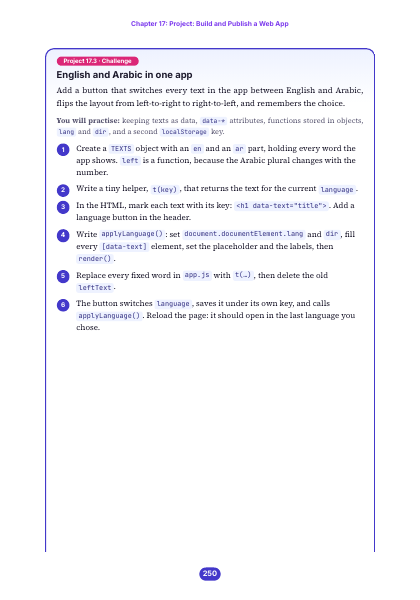 Chapter 17: Project: Build and Publish a Web App
Project 17.3 · Challenge
English and Arabic in one app
Add a button that switches every text in the app between English and Arabic,
flips the layout from left-to-right to right-to-left, and remembers the choice.
You will practise: keeping texts as data, data-* attributes, functions stored in objects,
lang and dir, and a second localStorage key.
1 Create a TEXTS object with an en and an ar part, holding every word the
app shows. left is a function, because the Arabic plural changes with the
number.
2 Write a tiny helper, t(key), that returns the text for the current language.
3 In the HTML, mark each text with its key: <h1 data-text="title">. Add a
language button in the header.
4 Write applyLanguage(): set document.documentElement.lang and dir, fill
every [data-text] element, set the placeholder and the labels, then
render().
5 Replace every fixed word in app.js with t(…), then delete the old
leftText.
6 The button switches language, saves it under its own key, and calls
applyLanguage(). Reload the page: it should open in the last language you
chose.
250